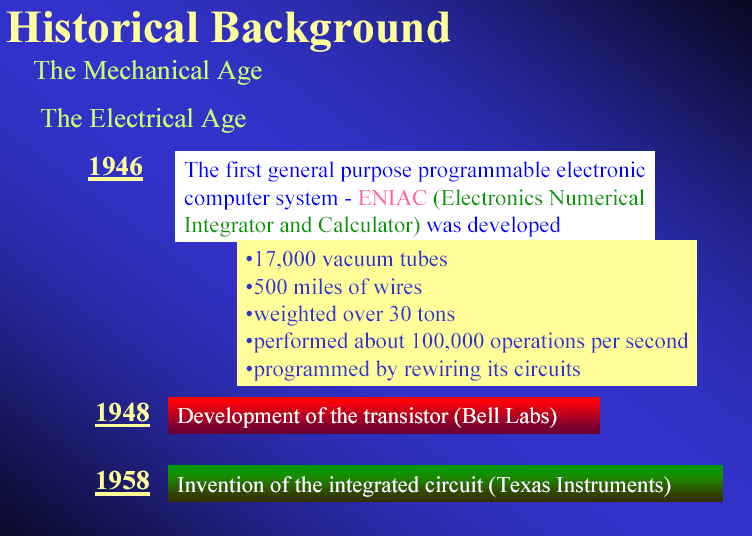 Historical Background
The Mechanical Age
The Electrical Age
1946
The first general purpose programmable electronic
computer system - ENIAC (Electronics Numerical
Integrator and Calculator) was developed
•17,000 vacuum tubes
•500 miles of wires
•weighted over 30 tons
•performed about 100,000 operations per second
•programmed by rewiring its circuits
1948 Development of the transistor (Bell Labs)
1958 Invention of the integrated circuit (Texas Instruments)